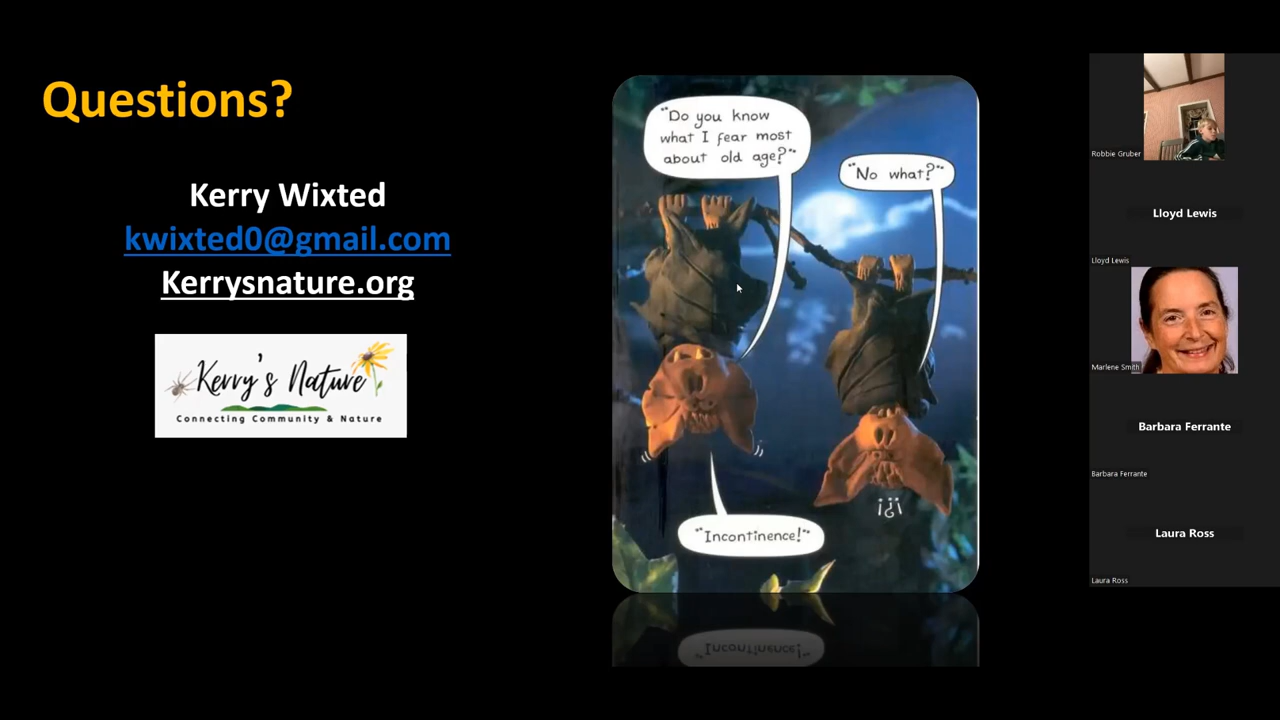 Questions?
Kerry Wixted
kwixted0@gmail.com
Kerrysnature.org
Kerry's Nature
Connecting Community & Nature
"Do you know
what I fear most
about old age?"
"No what?"
"Incontinence!"
¡¿¡
"Incontinence!"
Robbie Gruber
Lloyd Lewis
Lloyd Lewis
Marlene Smith
Barbara Ferrante
Barbara Ferrante
Laura Ross
Laura Ross